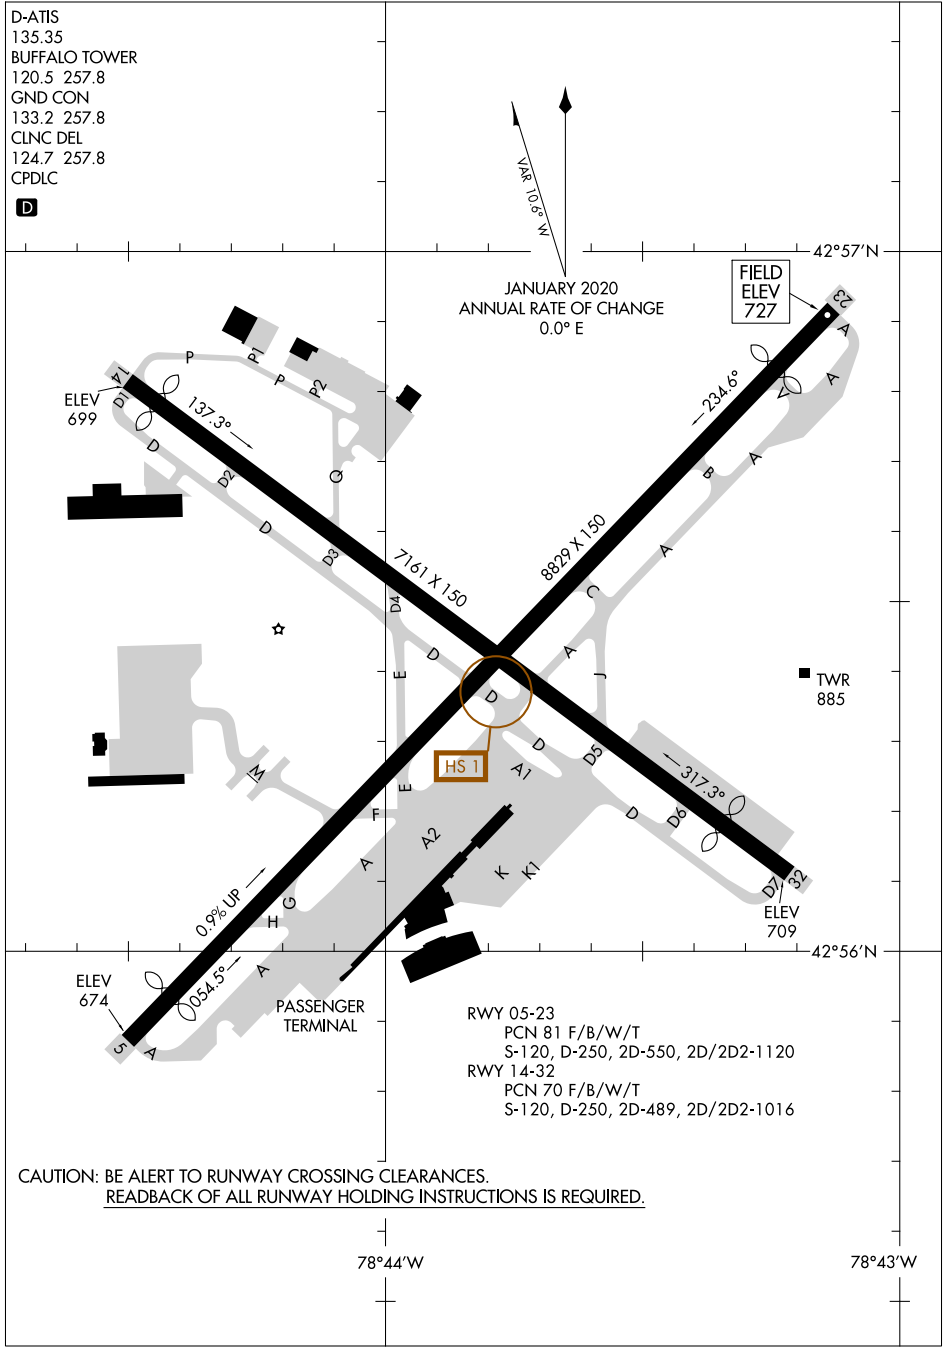 D-ATIS
135.35
BUFFALO TOWER
120.5 257.8
GND CON
133.2 257.8
CLNC DEL
124.7 257.8
CPDLC
D
VAR 10.6° W
JANUARY 2020
ANNUAL RATE OF CHANGE
0.0° E
42°57'N
FIELD
ELEV
727
23
A
A
V
234.6°
P
P1
P
P2
14
D1
ELEV
699
137.3°
D
D2
Q
D
D3
B
A
8829 X 150
A
7161 X 150
D4
C
D
E
A
J
D
TWR
885
HS 1
D
A1
D5
317.3°
M
E
F
D
D6
A2
A
K
K1
D7
32
ELEV
709
0.9% UP
G
H
A
054.5°
42°56'N
ELEV
674
5
A
PASSENGER
TERMINAL
RWY 05-23
PCN 81 F/B/W/T
S-120, D-250, 2D-550, 2D/2D2-1120
RWY 14-32
PCN 70 F/B/W/T
S-120, D-250, 2D-489, 2D/2D2-1016
CAUTION: BE ALERT TO RUNWAY CROSSING CLEARANCES.
READBACK OF ALL RUNWAY HOLDING INSTRUCTIONS IS REQUIRED.
78°44'W
78°43'W